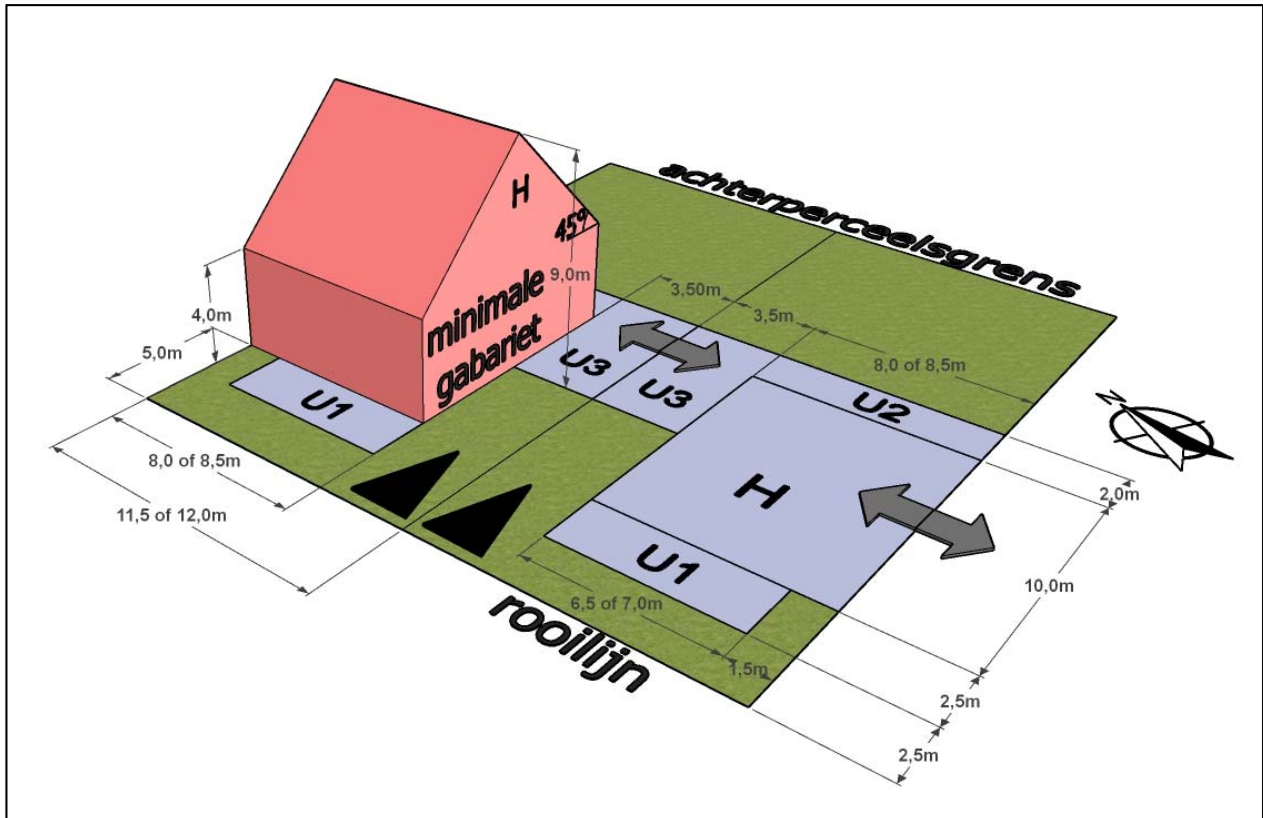 achterperceelsgrens
H
45°
9,0m
minimale
gabariet
4,0m
5,0m
3,50m
3,5m
8,0 of 8,5m
U3
U3
U2
N
U1
H
8,0 of 8,5m
11,5 of 12,0m
2,0m
10,0m
U1
6,5 of 7,0m
rooilijn
1,5m
2,5m
2,5m